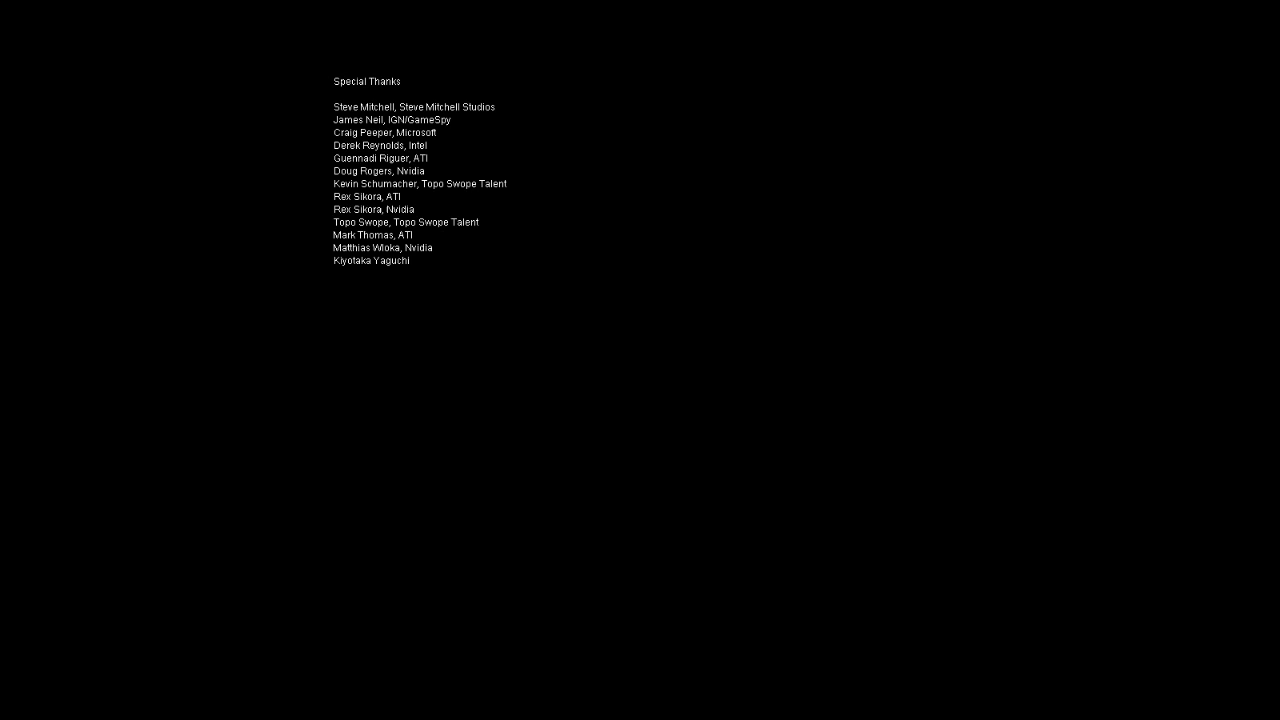 Special Thanks
Steve Mitchell, Steve Mitchell Studios
James Neil, IGN/GameSpy
Craig Peeper, Microsoft
Derek Reynolds, Intel
Guennadi Riguer, ATI
Doug Rogers, Nvidia
Kevin Schumacher, Topo Swope Talent
Rex Sikora, ATI
Rex Sikora, Nvidia
Topo Swope, Topo Swope Talent
Mark Thomas, ATI
Matthias Wloka, Nvidia
Kiyotaka Yaguchi